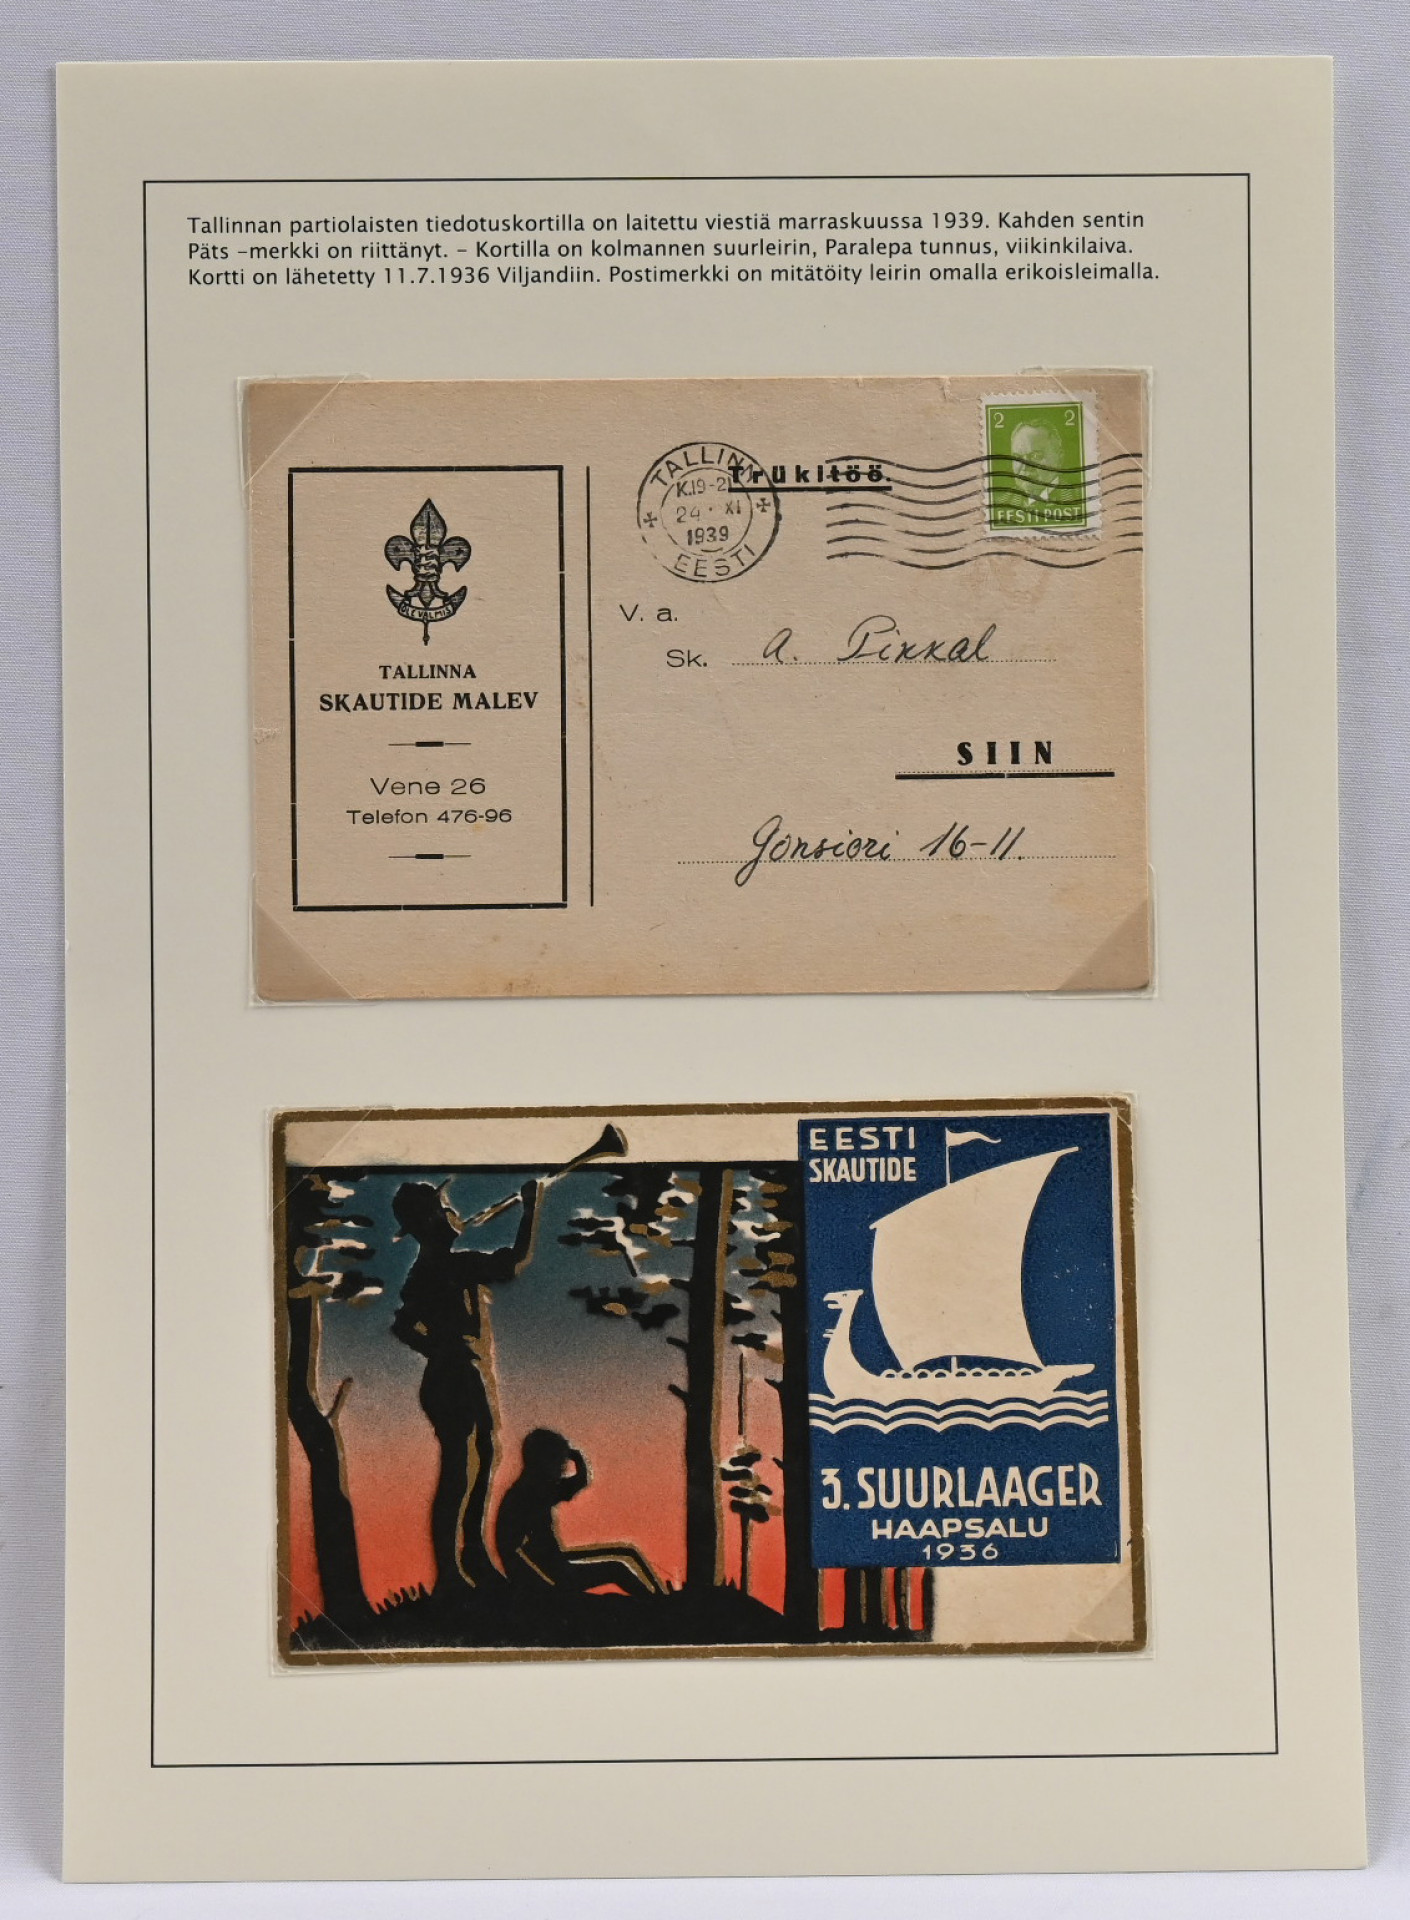 Tallinnan partiolaisten tiedotuskortilla on laitettu viestiä marraskuussa 1939. Kahden sentin
Päts –merkki on riittänyt. – Kortilla on kolmannen suurleirin, Paralepa tunnus, viikinkilaiva.
Kortti on lähetetty 11.7.1936 Viljandiin. Postimerkki on mitätöity leirin omalla erikoisleimalla.
2 2
EESTI POST
TALLINN
K.19-21
24 · XI
1939
EESTI
Trükitöö.
OLE VALMIS
TALLINNA
SKAUTIDE MALEV
Vene 26
Telefon 476-96
V. a.
Sk. A. Pikkal
SIIN
Gonsiori 16-11.
EESTI
SKAUTIDE
3. SUURLAAGER
HAAPSALU
1936